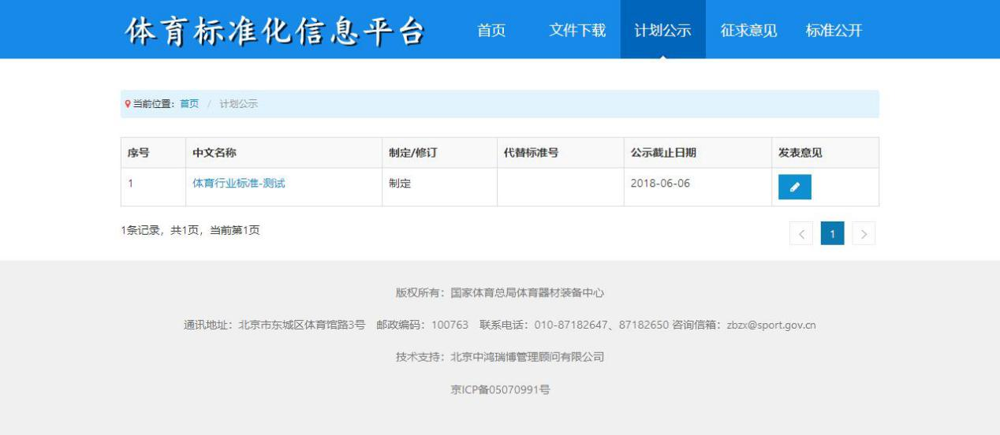 体育标准化信息平台 首页 文件下载 计划公示 征求意见 标准公开
当前位置：首页 / 计划公示
序号 中文名称 制定/修订 代替标准号 公示截止日期 发表意见
1 体育行业标准-测试 制定 2018-06-06
1条记录，共1页，当前第1页 1
版权所有：国家体育总局体育器材装备中心
通讯地址：北京市东城区体育馆路3号 邮政编码：100763 联系电话：010-87182647、87182650 咨询信箱：zbzx@sport.gov.cn
技术支持：北京中鸿瑞博管理顾问有限公司
京ICP备05070991号